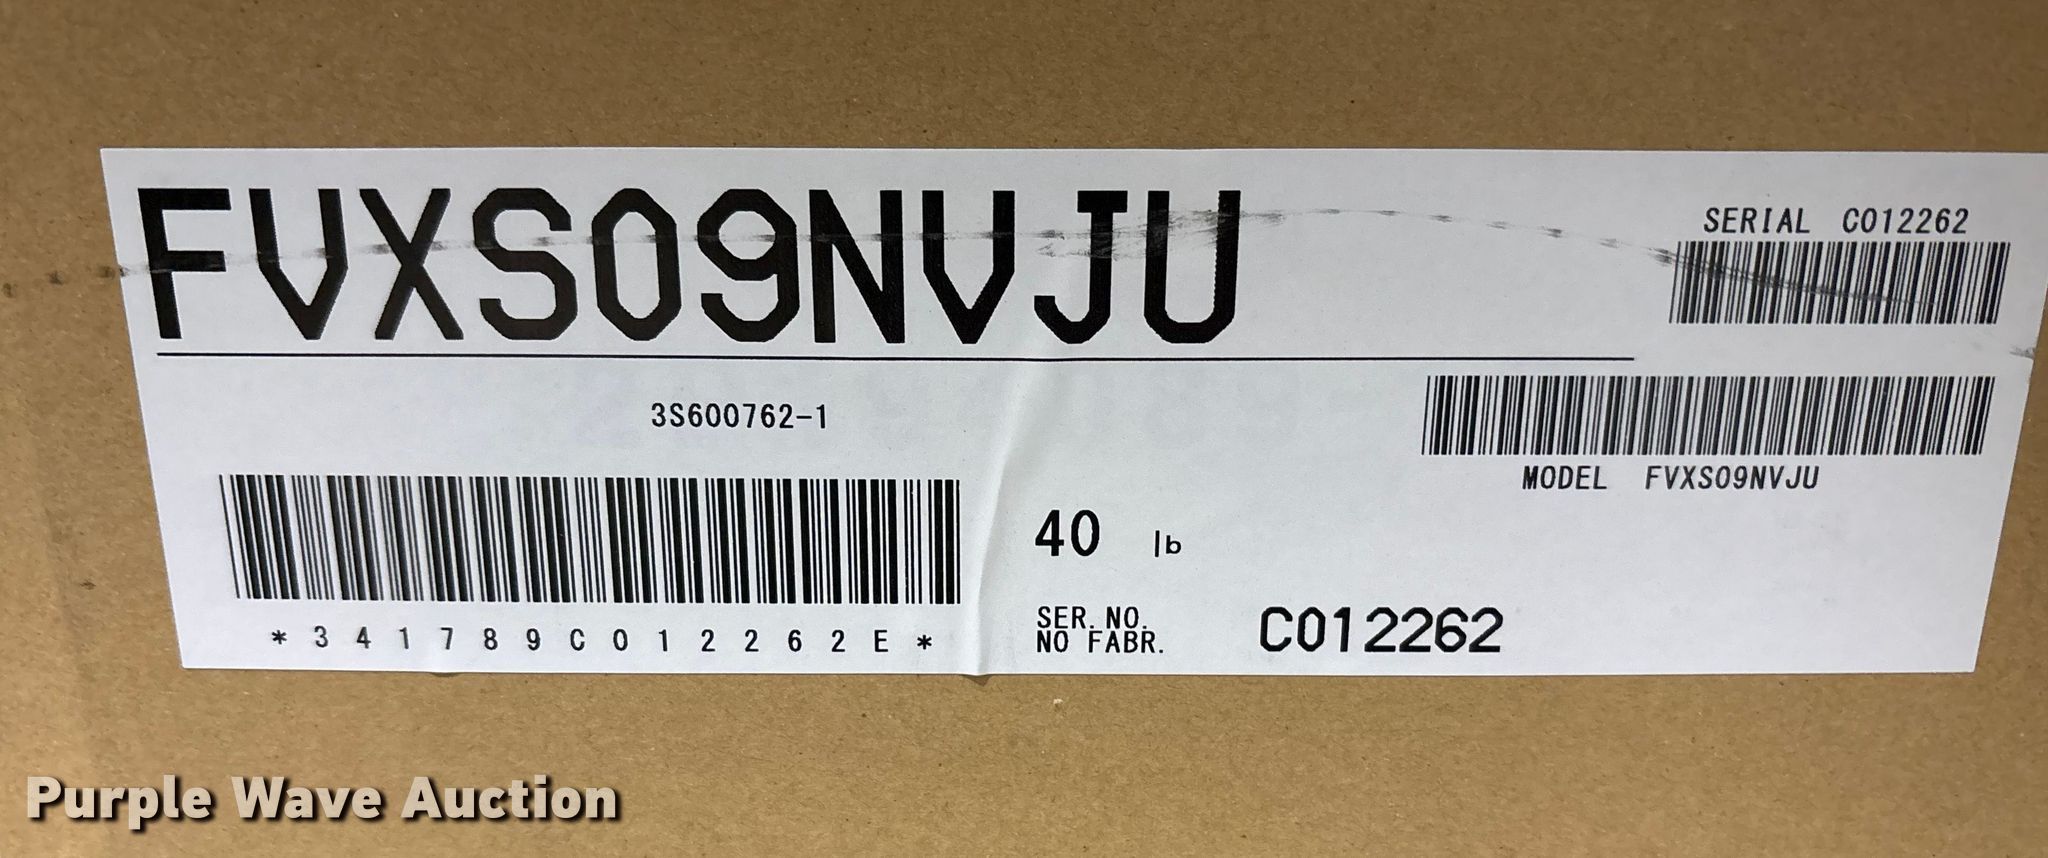 FVXS09NVJU
SERIAL C012262
3S600762-1
MODEL FVXS09NVJU
40 lb
*341789C012262E*
SER. NO.
NO FABR.
C012262
Purple Wave Auction